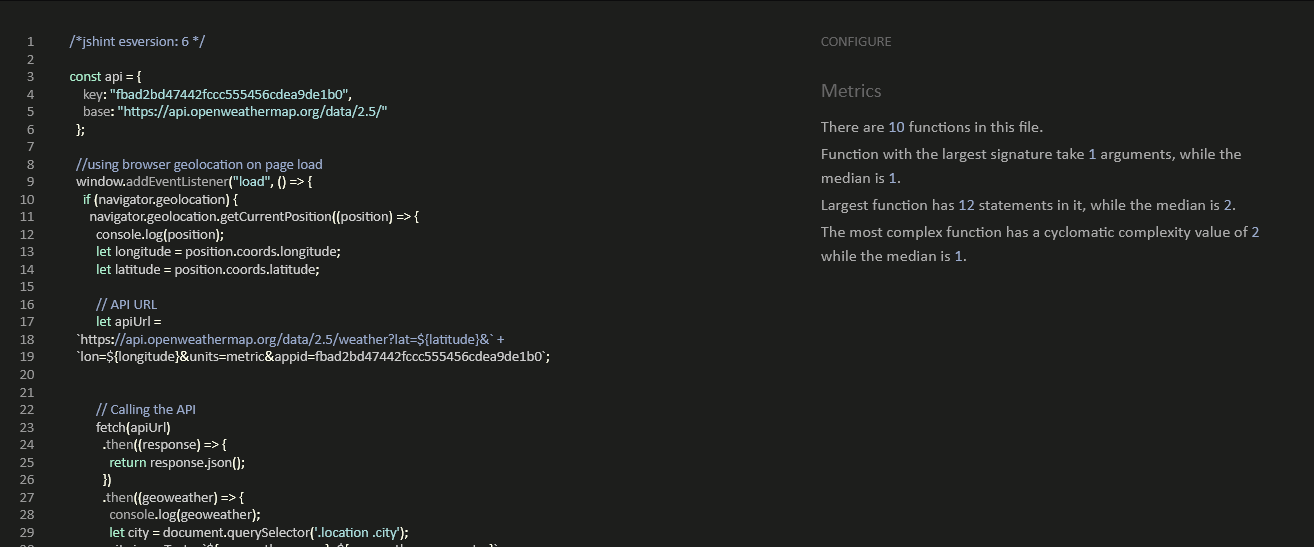 CONFIGURE
Metrics
There are 10 functions in this file.
Function with the largest signature take 1 arguments, while the
median is 1.
Largest function has 12 statements in it, while the median is 2.
The most complex function has a cyclomatic complexity value of 2
while the median is 1.
1 /*jshint esversion: 6 */
2
3 const api = {
4 key: "fbad2bd47442fccc555456cdea9de1b0",
5 base: "https://api.openweathermap.org/data/2.5/"
6 };
7
8 //using browser geolocation on page load
9 window.addEventListener("load", () => {
10 if (navigator.geolocation) {
11 navigator.geolocation.getCurrentPosition((position) => {
12 console.log(position);
13 let longitude = position.coords.longitude;
14 let latitude = position.coords.latitude;
15
16 // API URL
17 let apiUrl =
18 `https://api.openweathermap.org/data/2.5/weather?lat=${latitude}&` +
19 `lon=${longitude}&units=metric&appid=fbad2bd47442fccc555456cdea9de1b0`;
20
21
22 // Calling the API
23 fetch(apiUrl)
24 .then((response) => {
25 return response.json();
26 })
27 .then((geoweather) => {
28 console.log(geoweather);
29 let city = document.querySelector('.location .city');